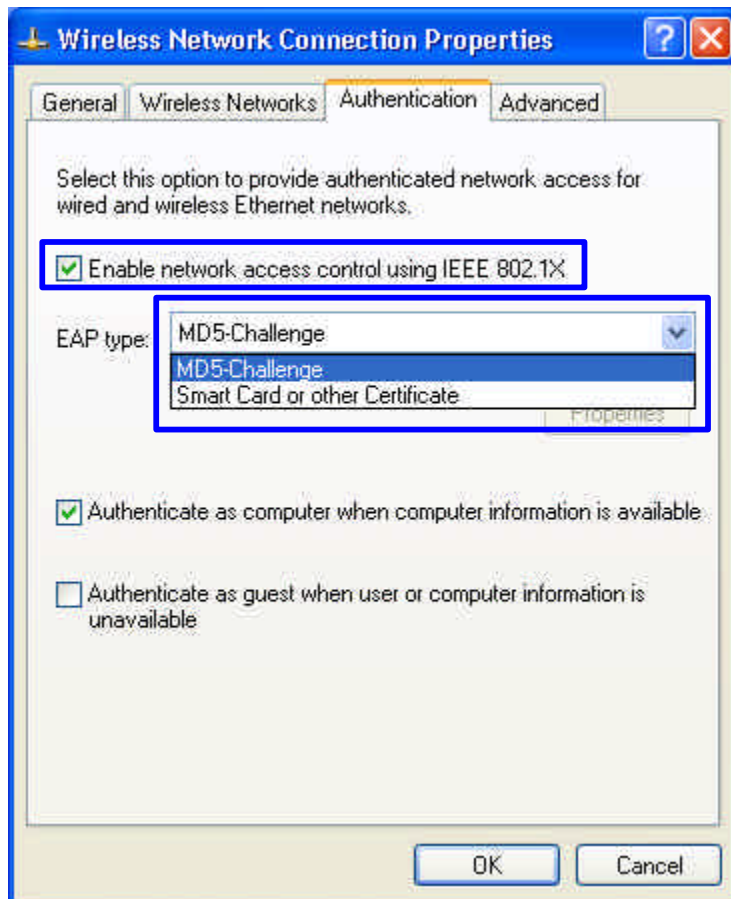 Wireless Network Connection Properties
General Wireless Networks Authentication Advanced
Select this option to provide authenticated network access for
wired and wireless Ethernet networks.
Enable network access control using IEEE 802.1X
EAP type: MD5-Challenge
MD5-Challenge
Smart Card or other Certificate
Properties
Authenticate as computer when computer information is available
Authenticate as guest when user or computer information is
unavailable
OK Cancel